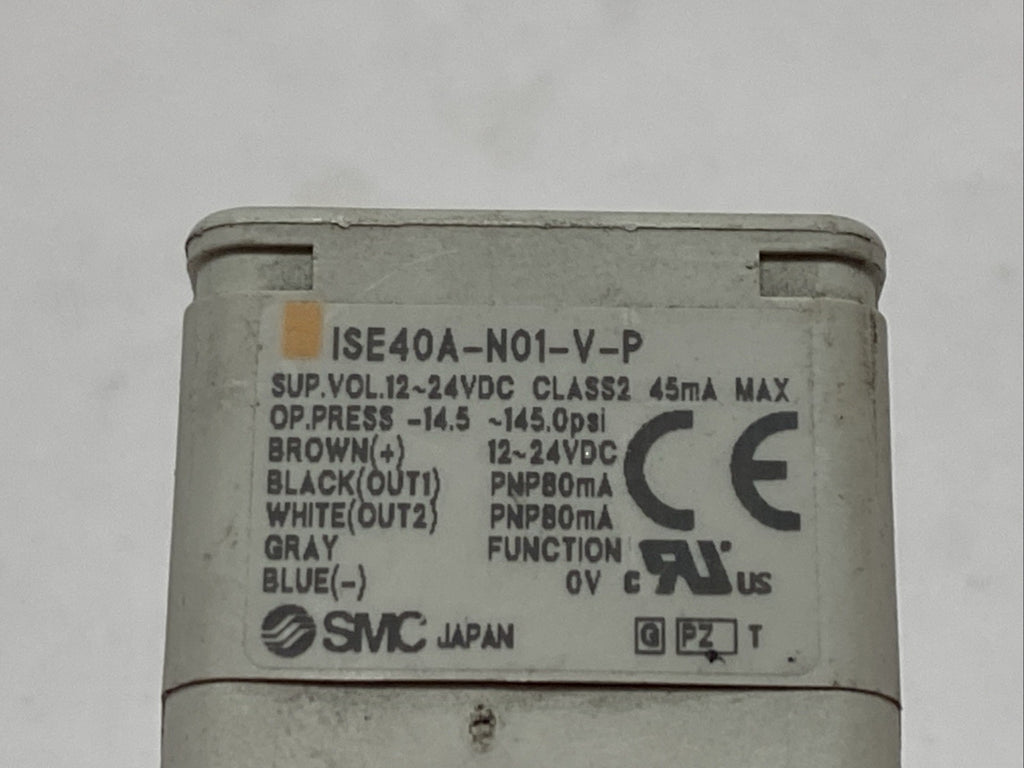 ISE40A-N01-V-P
SUP.VOL.12~24VDC CLASS2 45mA MAX
OP.PRESS -14.5 ~145.0psi
BROWN(+) 12~24VDC
BLACK(OUT1) PNP80mA
WHITE(OUT2) PNP80mA
GRAY FUNCTION
BLUE(-) 0V
CE
c RU US
SMC JAPAN
G PZ T